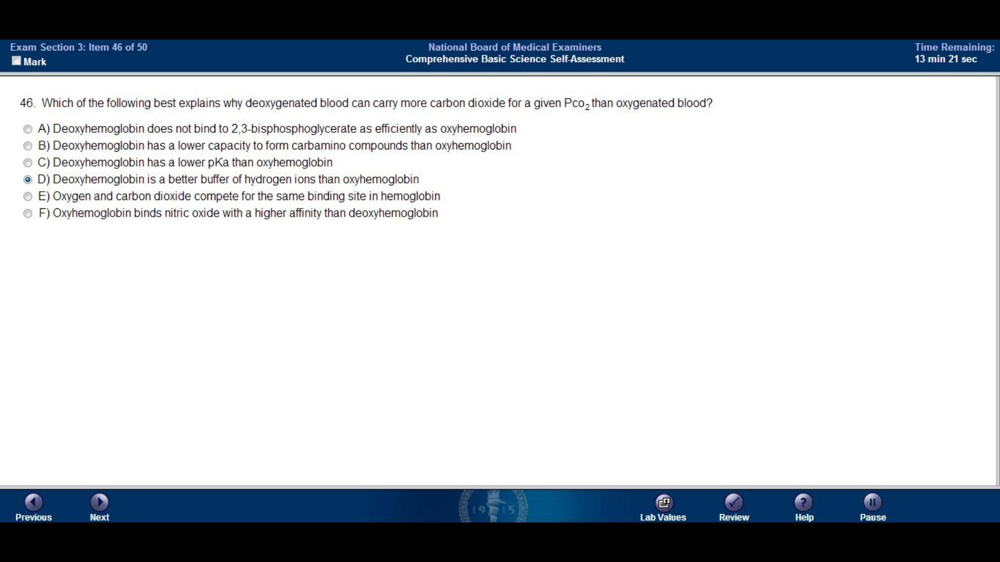 Exam Section 3: Item 46 of 50
National Board of Medical Examiners
Time Remaining:
Mark
Comprehensive Basic Science Self-Assessment
13 min 21 sec
46. Which of the following best explains why deoxygenated blood can carry more carbon dioxide for a given Pco2 than oxygenated blood?
A) Deoxyhemoglobin does not bind to 2,3-bisphosphoglycerate as efficiently as oxyhemoglobin
B) Deoxyhemoglobin has a lower capacity to form carbamino compounds than oxyhemoglobin
C) Deoxyhemoglobin has a lower pKa than oxyhemoglobin
D) Deoxyhemoglobin is a better buffer of hydrogen ions than oxyhemoglobin
E) Oxygen and carbon dioxide compete for the same binding site in hemoglobin
F) Oxyhemoglobin binds nitric oxide with a higher affinity than deoxyhemoglobin
1915
Previous
Next
Lab Values
Review
Help
Pause